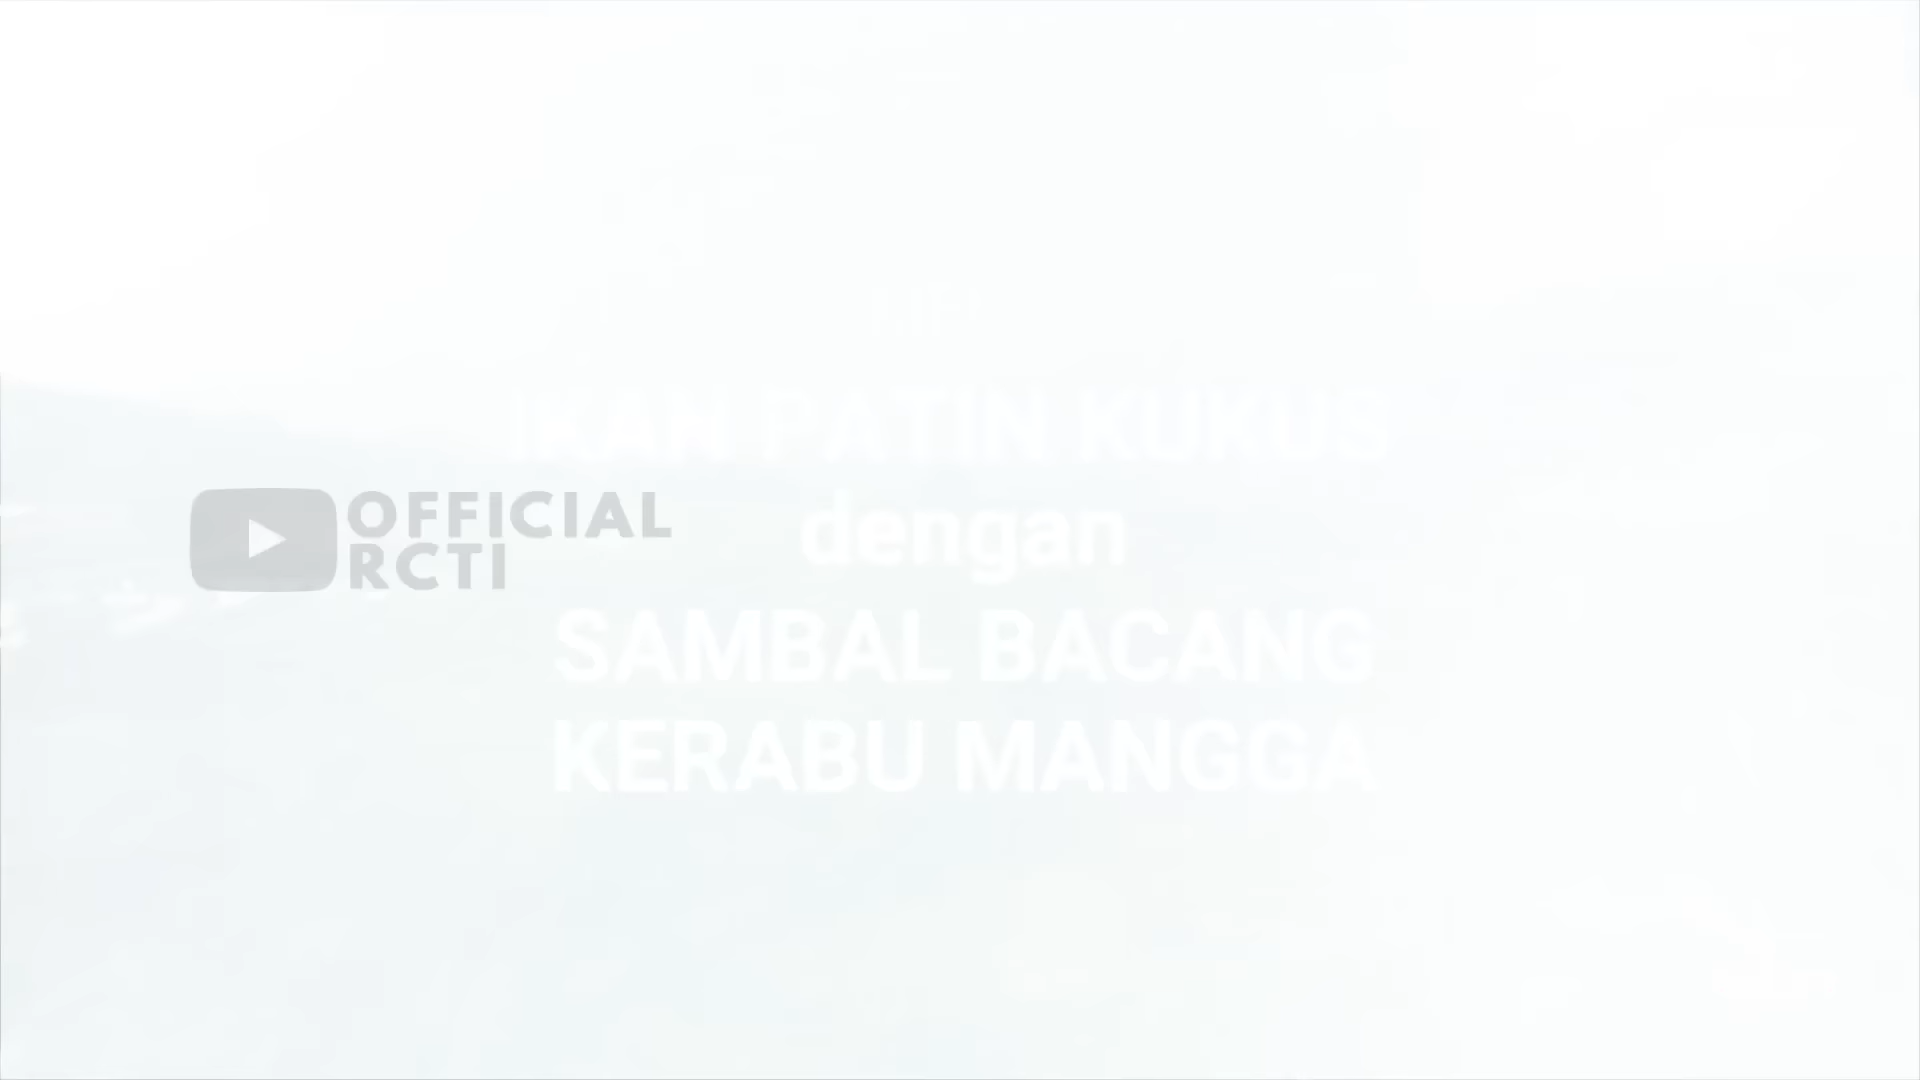 IKAN PATIN KUKUS
dengan
SAMBAL BACANG
KERABU MANGGA
OFFICIAL
RCTI